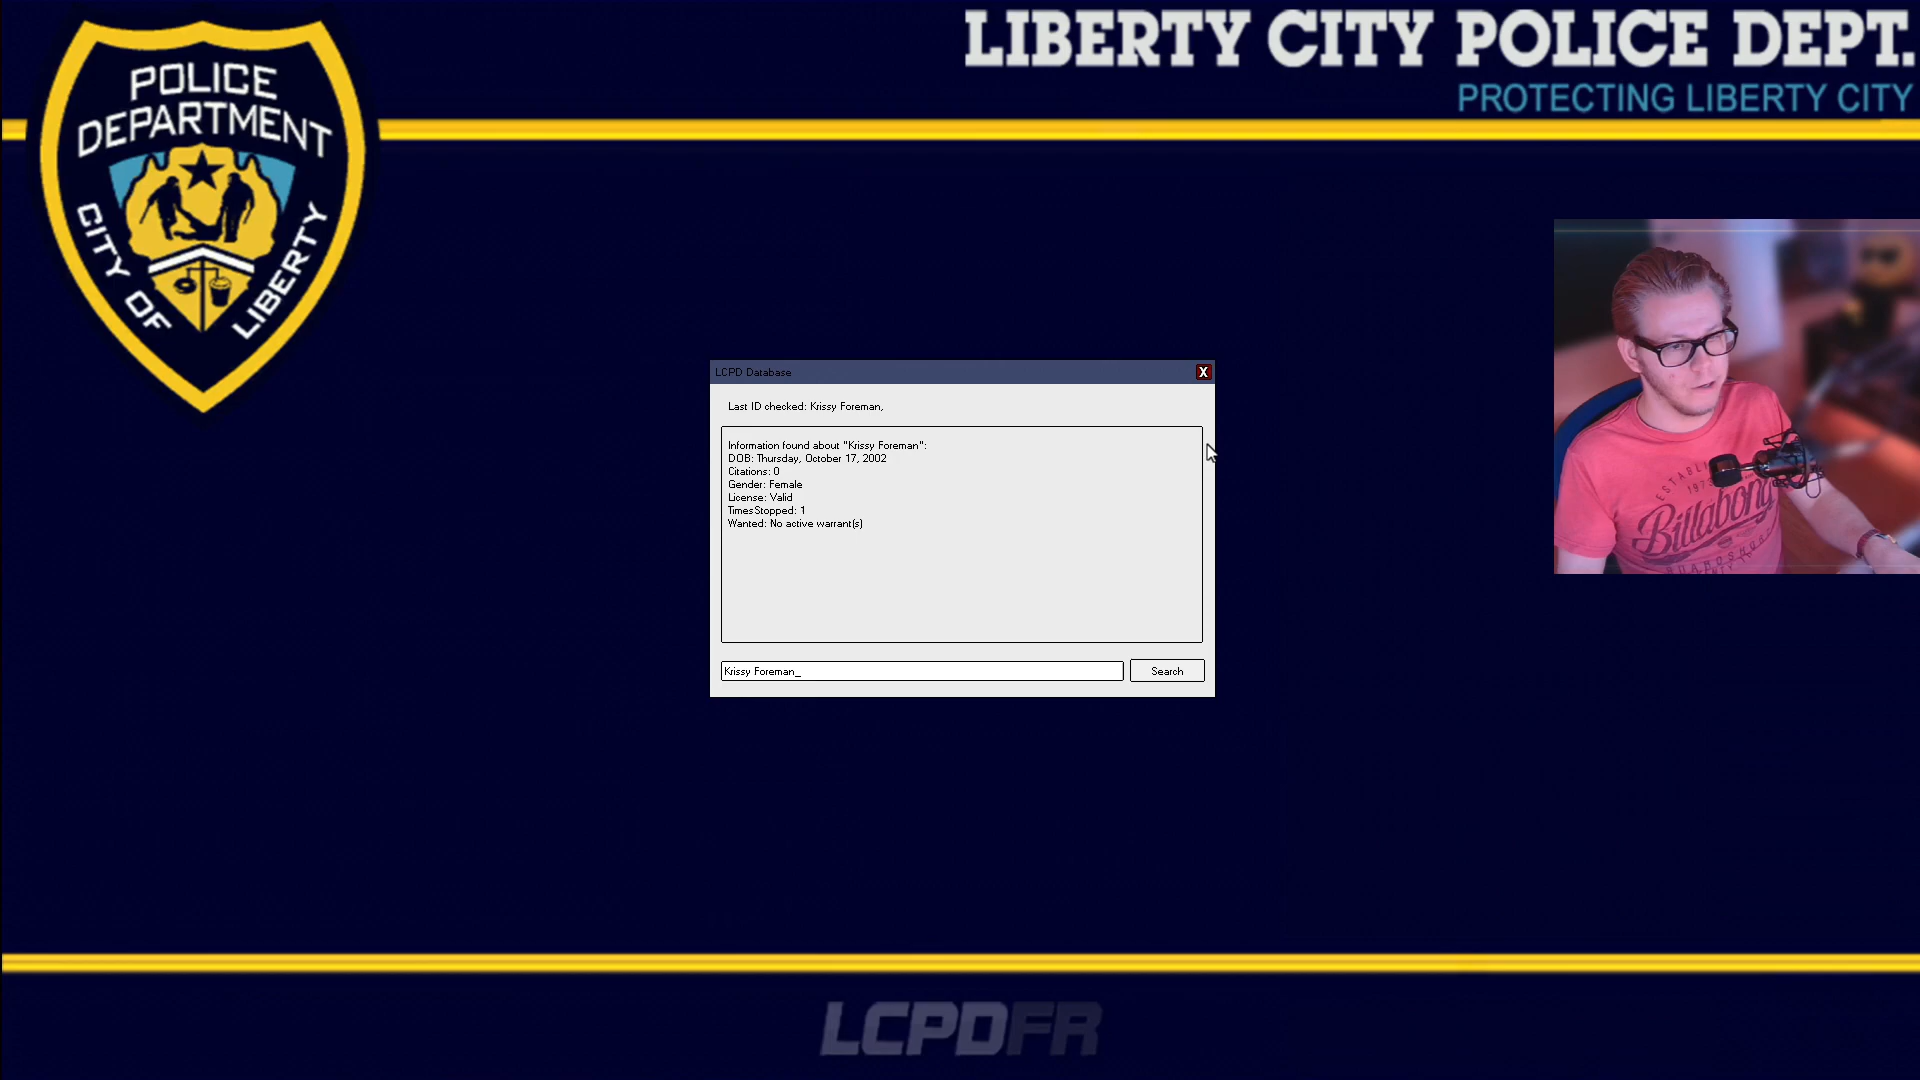 LIBERTY CITY POLICE DEPT.
PROTECTING LIBERTY CITY
POLICE
DEPARTMENT
CITY OF LIBERTY
LCPD Database
X
Last ID checked: Krissy Foreman,
Information found about "Krissy Foreman":
DOB: Thursday, October 17, 2002
Citations: 0
Gender: Female
License: Valid
TimesStopped: 1
Wanted: No active warrant(s)
Krissy Foreman_
Search
Billabong
LCPDFR